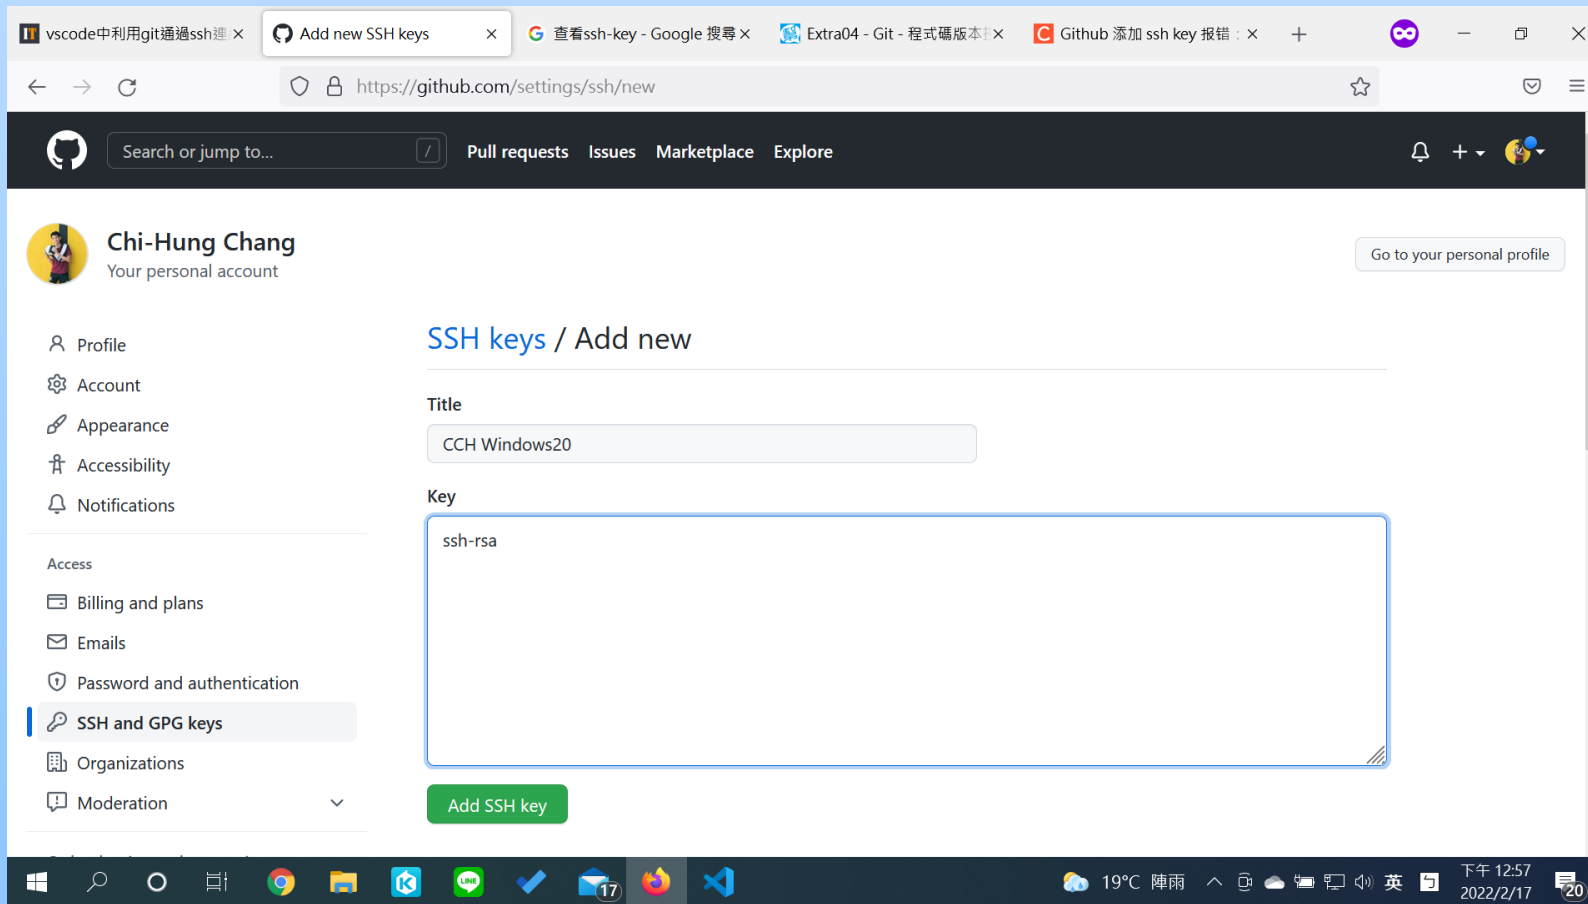 vscode中利用git通過ssh連
Add new SSH keys
查看ssh-key - Google 搜尋
Extra04 - Git - 程式碼版本
Github 添加 ssh key 报错：
https://github.com/settings/ssh/new
Search or jump to...
/
Pull requests
Issues
Marketplace
Explore
Chi-Hung Chang
Your personal account
Go to your personal profile
Profile
Account
Appearance
Accessibility
Notifications
Access
Billing and plans
Emails
Password and authentication
SSH and GPG keys
Organizations
Moderation
SSH keys / Add new
Title
CCH Windows20
Key
ssh-rsa
Add SSH key
LINE
17
19°C 陣雨
英
下午 12:57
2022/2/17
20